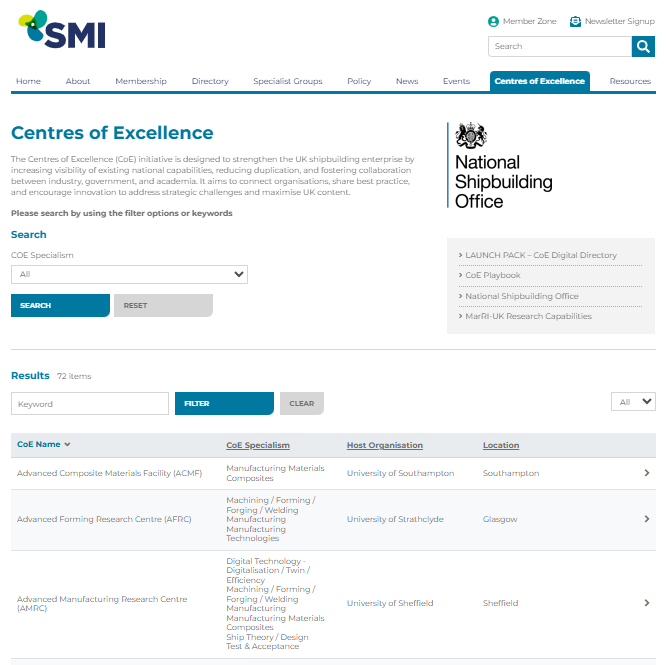 SMI
Member Zone
Newsletter Signup
Search
Home
About
Membership
Directory
Specialist Groups
Policy
News
Events
Centres of Excellence
Resources
Centres of Excellence
The Centres of Excellence (CoE) initiative is designed to strengthen the UK shipbuilding enterprise by
increasing visibility of existing national capabilities, reducing duplication, and fostering collaboration
between industry, government, and academia. It aims to connect organisations, share best practice,
and encourage innovation to address strategic challenges and maximise UK content.
Please search by using the filter options or keywords
Search
COE Specialism
All
SEARCH
RESET
National
Shipbuilding
Office
LAUNCH PACK – CoE Digital Directory
CoE Playbook
National Shipbuilding Office
MarRI-UK Research Capabilities
Results 72 items
Keyword
FILTER
CLEAR
All
CoE Name
CoE Specialism
Host Organisation
Location
Advanced Composite Materials Facility (ACMF)
Manufacturing Materials
Composites
University of Southampton
Southampton
Advanced Forming Research Centre (AFRC)
Machining / Forming /
Forging / Welding
Manufacturing
Manufacturing
Technologies
University of Strathclyde
Glasgow
Advanced Manufacturing Research Centre
(AMRC)
Digital Technology -
Digitalisation / Twin /
Efficiency
Machining / Forming /
Forging / Welding
Manufacturing
Manufacturing Materials
Composites
Ship Theory / Design
Test & Acceptance
University of Sheffield
Sheffield